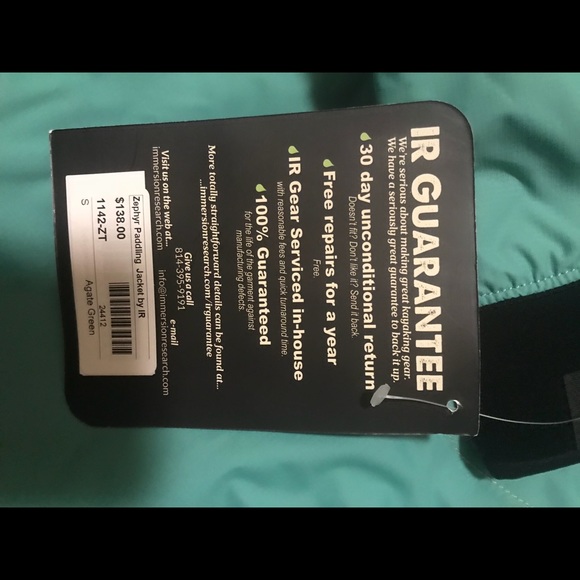 IR GUARANTEE
We're serious about making great kayaking gear.
We have a seriously great guarantee to back it up.
30 day unconditional return
Doesn't fit? Don't like it? Send it back.
Free repairs for a year
Free.
IR Gear Serviced in-house
with reasonable fees and quick turnaround time.
100% Guaranteed
for the life of the garment against
manufacturing defects.
More totally straightforward details can be found at...
...immersionresearch.com/irguarantee
Visit us on the web at
immersionresearch.com
Give us a call
814-395-9191
e-mail
info@immersionresearch.com
Zephyr Paddling Jacket by IR
$138.00
1142-ZT
S
24412
Agate Green